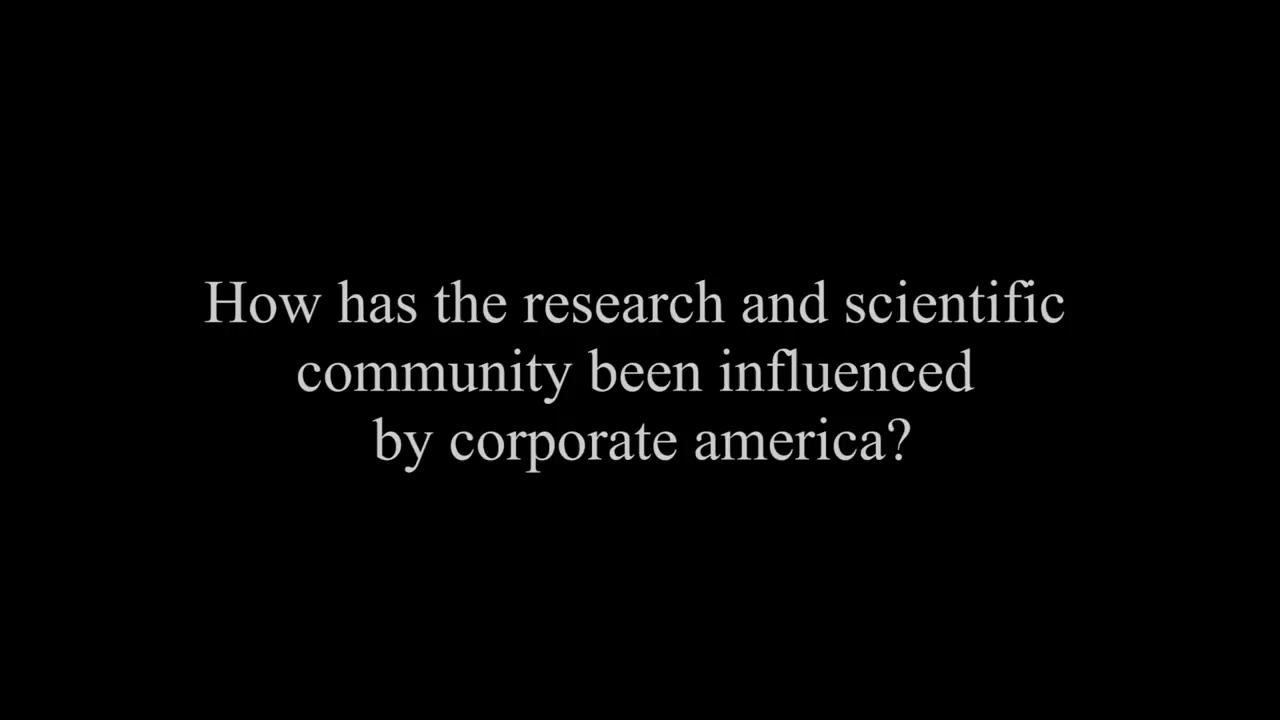 How has the research and scientific
community been influenced
by corporate america?